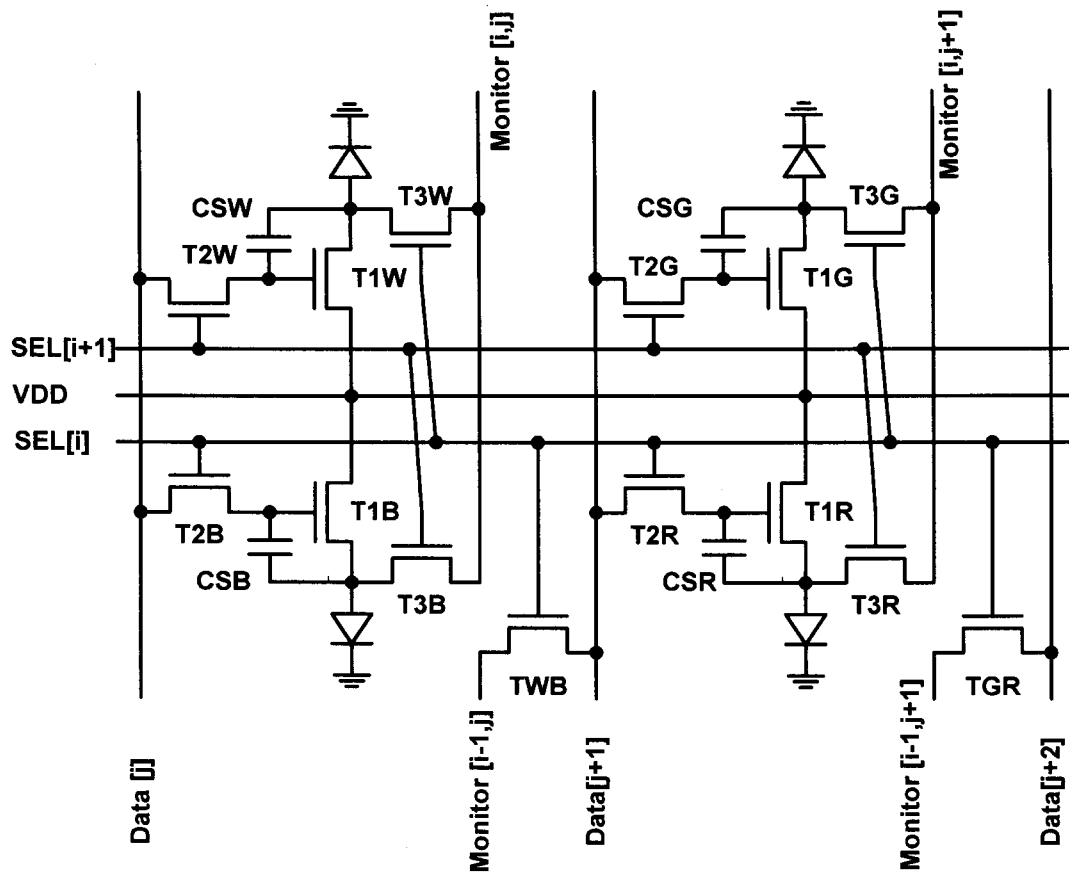 Monitor [i,j]
Monitor [i,j+1]
CSW
T3W
CSG
T3G
T2W
T1W
T2G
T1G
SEL[i+1]
VDD
SEL[i]
T2B
T1B
T2R
T1R
CSB
T3B
CSR
T3R
TWB
TGR
Data [j]
Monitor [i-1,j]
Data[j+1]
Monitor [i-1,j+1]
Data[j+2]